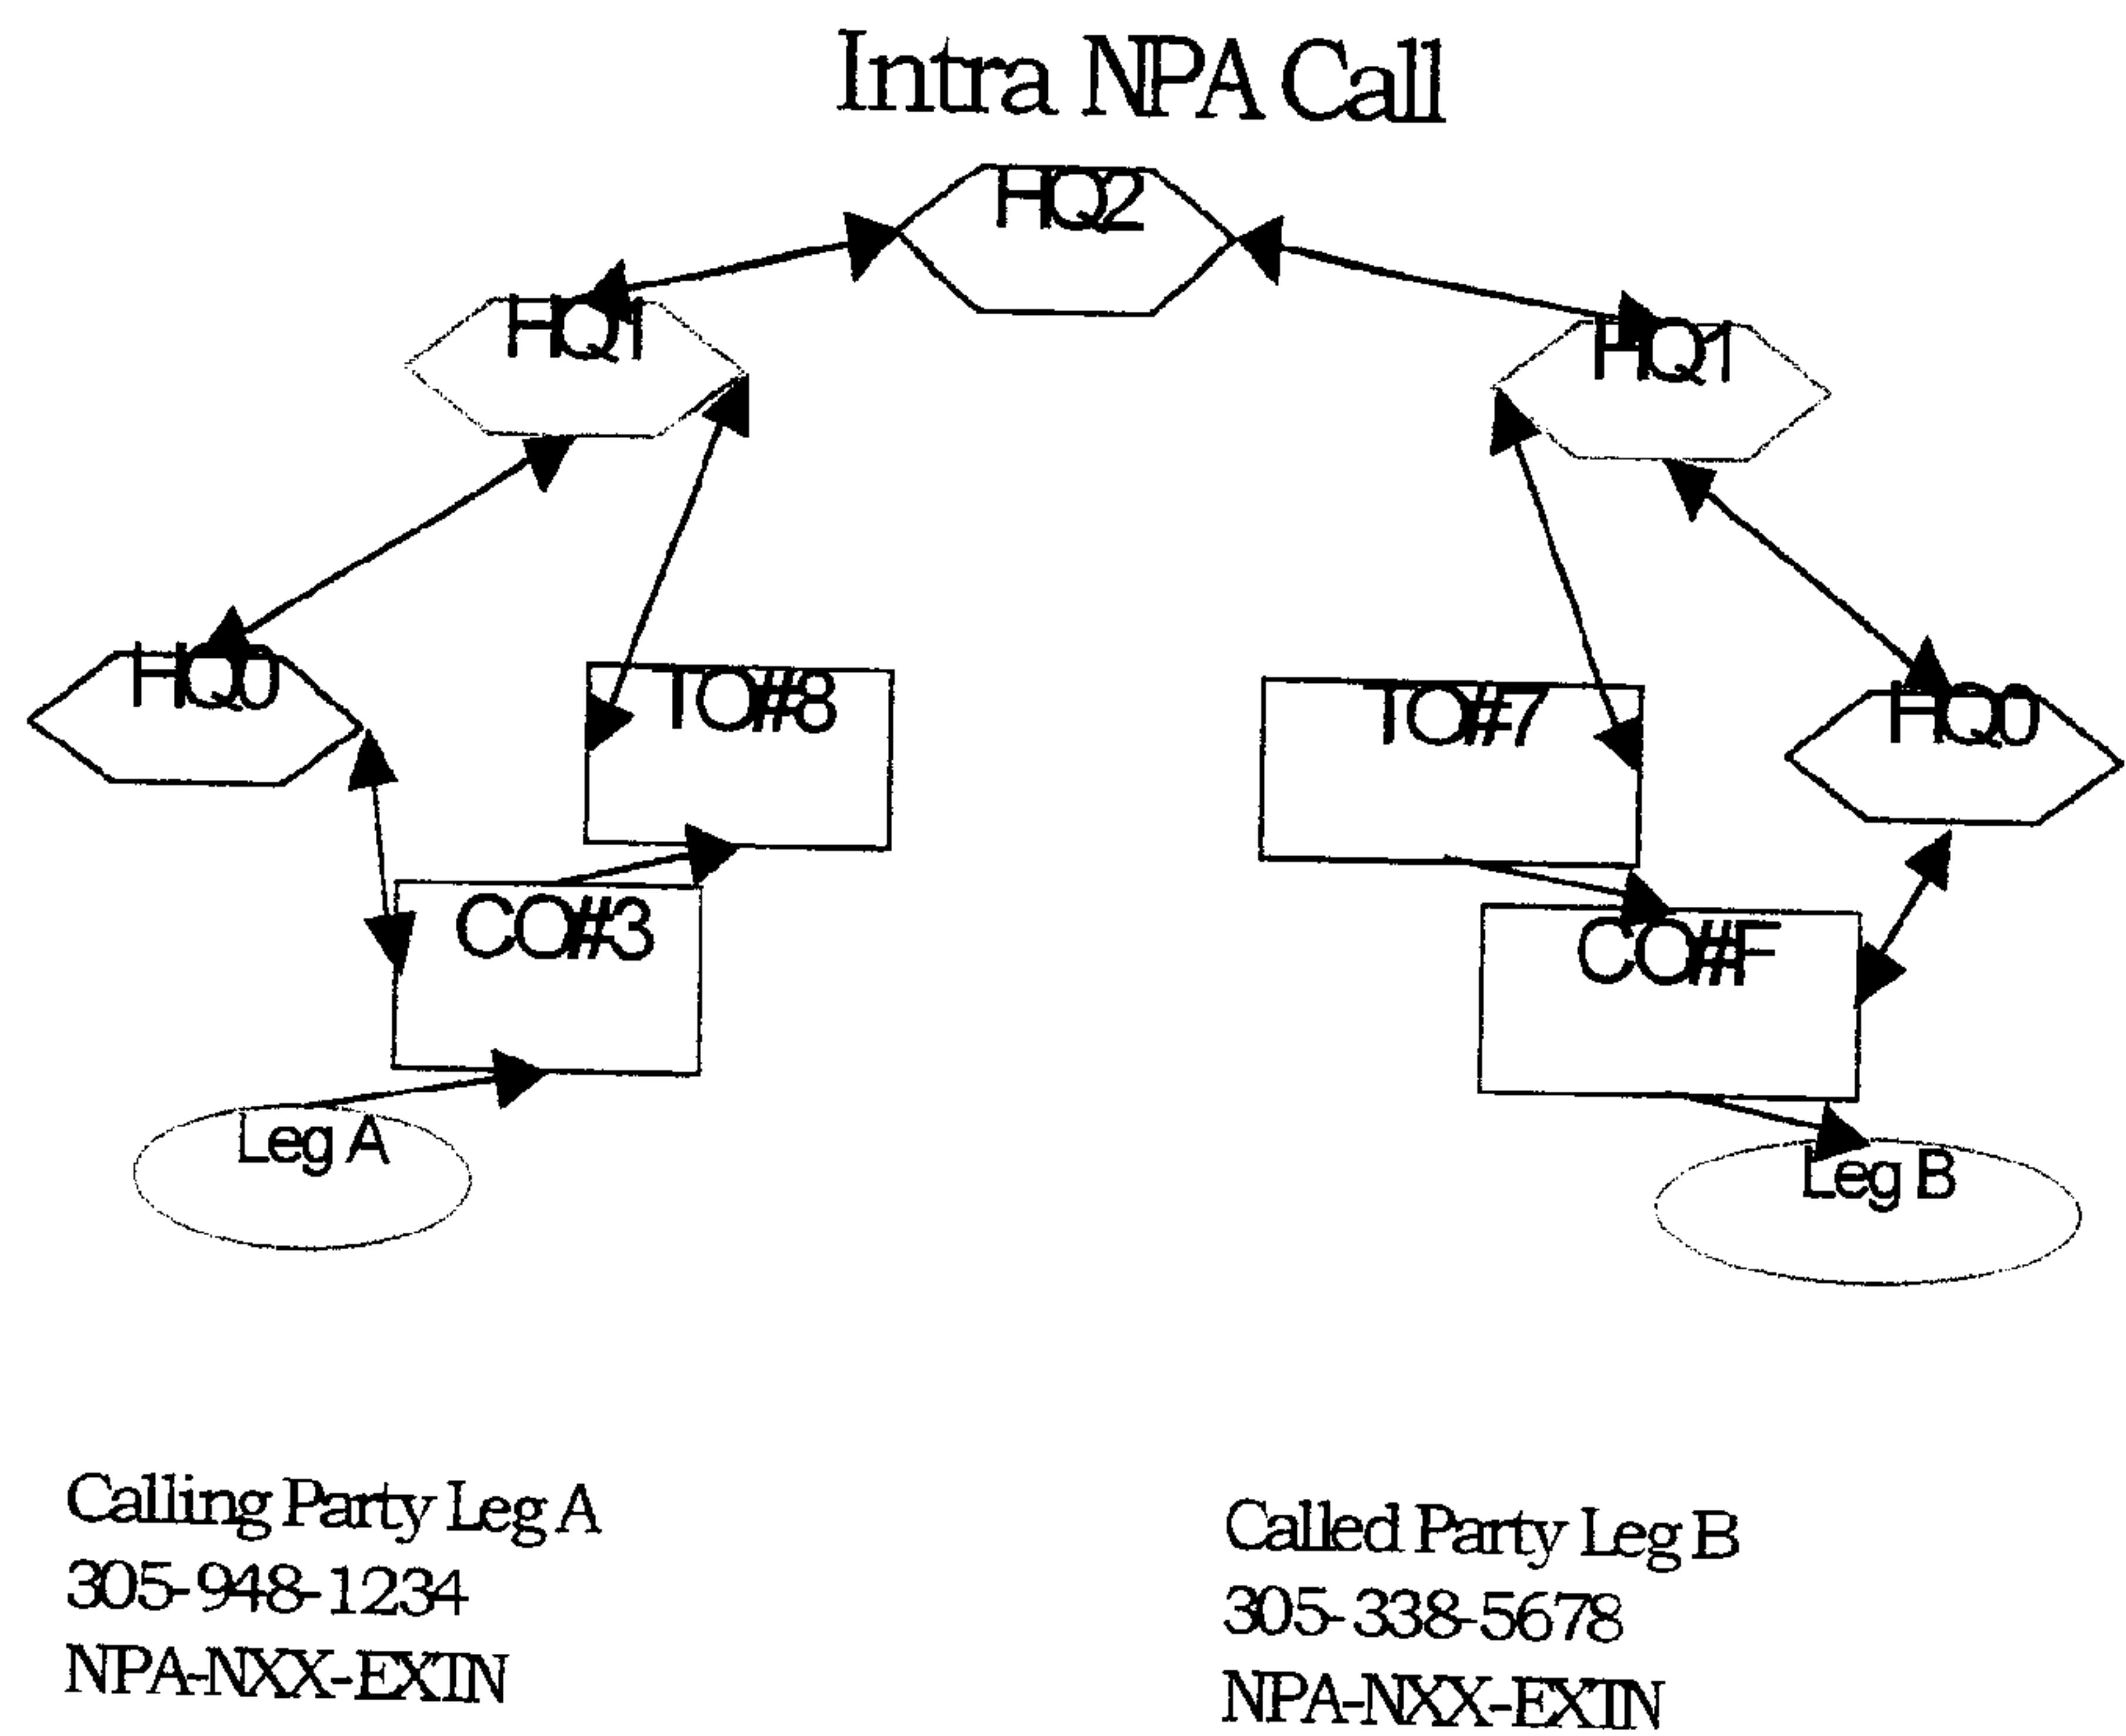 Intra NPA Call
HQ2
HQ1
HQ1
HQ0
TO#8
TO#7
HQ0
CO#3
CO#F
Leg A
Leg B
Calling Party Leg A
305-948-1234
NPA-NXX-EXTN
Called Party Leg B
305-338-5678
NPA-NXX-EXTN